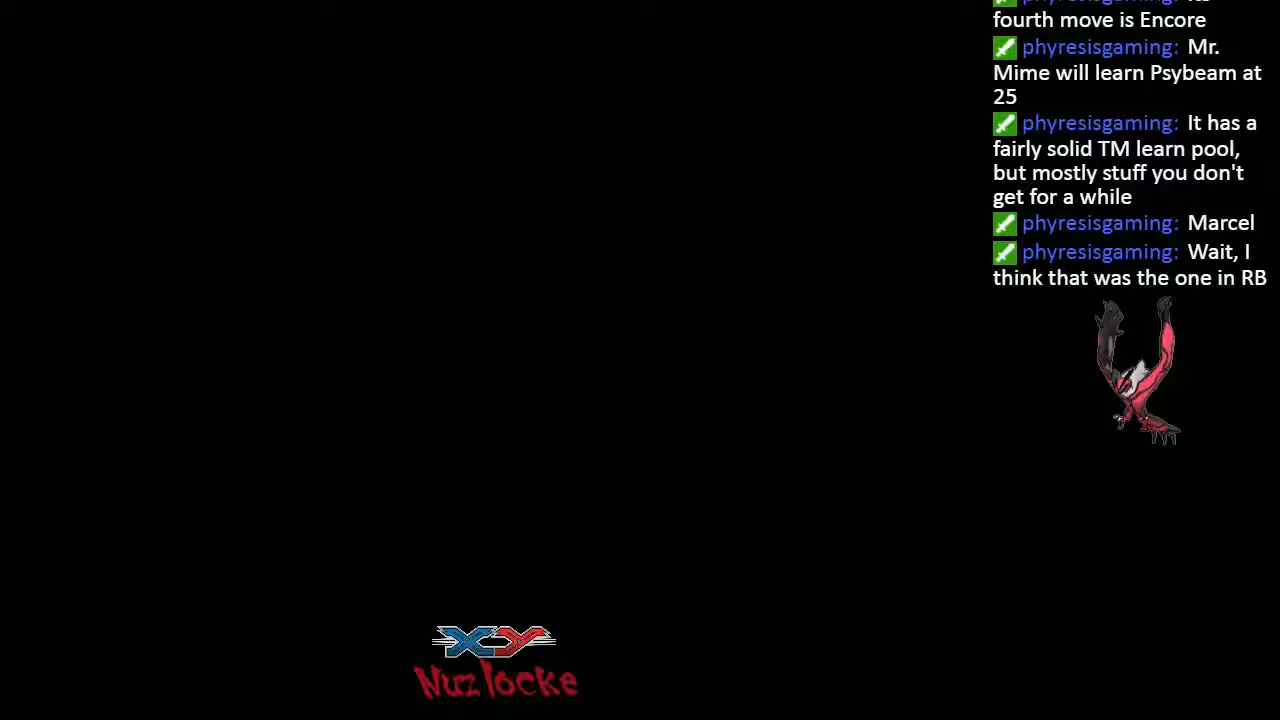 phyresisgaming: Its
fourth move is Encore
phyresisgaming: Mr.
Mime will learn Psybeam at
25
phyresisgaming: It has a
fairly solid TM learn pool,
but mostly stuff you don't
get for a while
phyresisgaming: Marcel
phyresisgaming: Wait, I
think that was the one in RB
XY
Nuzlocke